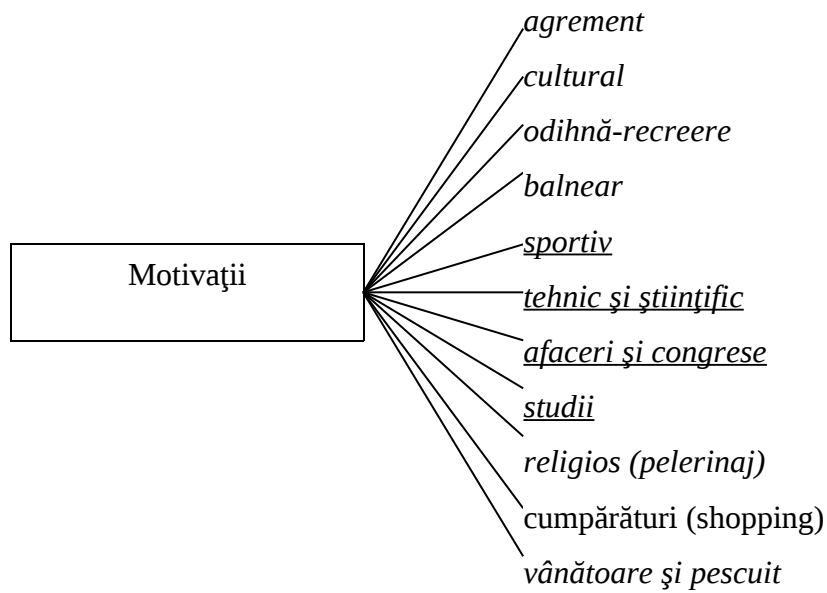 agrement
cultural
odihnă-recreere
balnear
sportiv
Motivaţii
tehnic şi ştiinţific
afaceri şi congrese
studii
religios (pelerinaj)
cumpărături (shopping)
vânătoare şi pescuit